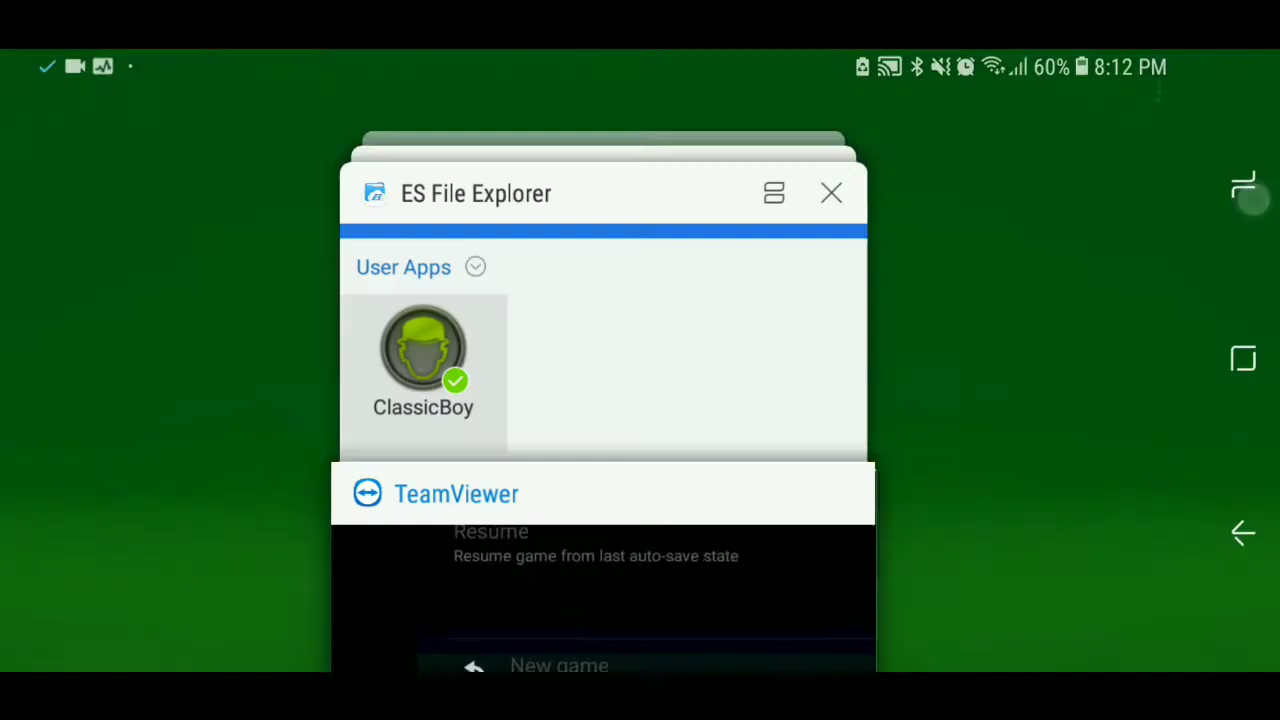 60% 8:12 PM
ES File Explorer
User Apps
ClassicBoy
TeamViewer
Resume
Resume game from last auto-save state
New game